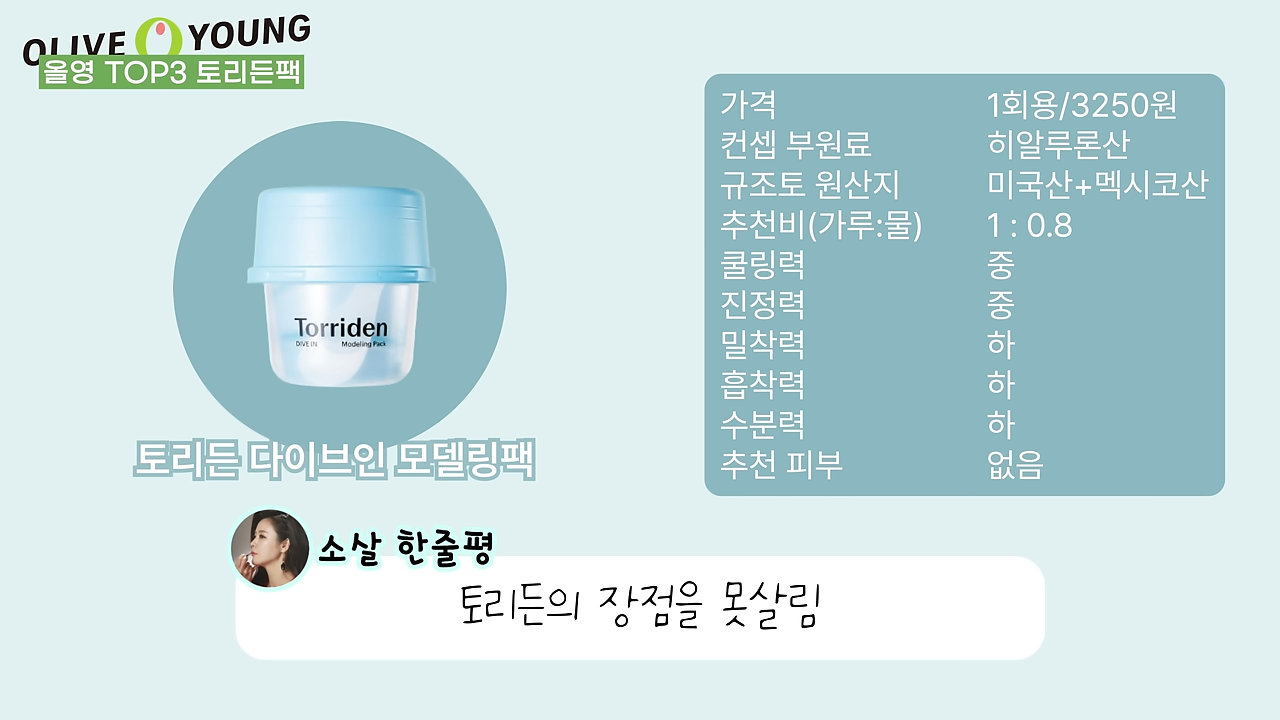 OLIVE YOUNG
올영 TOP3 토리든팩
Torriden
DIVE IN Modeling Pack
토리든 다이브인 모델링팩
가격 1회용/3250원
컨셉 부원료 히알루론산
규조토 원산지 미국산+멕시코산
추천비(가루:물) 1 : 0.8
쿨링력 중
진정력 중
밀착력 하
흡착력 하
수분력 하
추천 피부 없음
소살 한줄평
토리든의 장점을 못살림